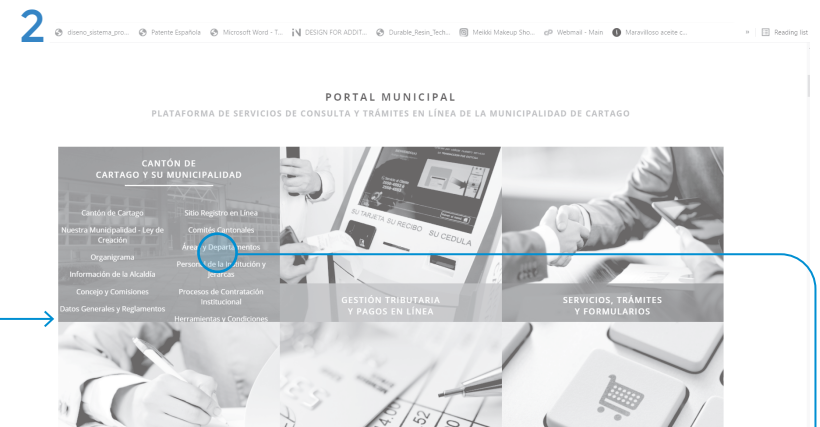 2
diseno_sistema_pro... Patente Española Microsoft Word - T... DESIGN FOR ADDIT... Durable_Resin_Tech... Meikki Makeup Sho... Webmail - Main Maravilloso aceite c... » Reading list
PORTAL MUNICIPAL
PLATAFORMA DE SERVICIOS DE CONSULTA Y TRÁMITES EN LÍNEA DE LA MUNICIPALIDAD DE CARTAGO
CANTÓN DE
CARTAGO Y SU MUNICIPALIDAD
Cantón de Cartago
Nuestra Municipalidad - Ley de
Creación
Organigrama
Información de la Alcaldía
Concejo y Comisiones
Datos Generales y Reglamentos
Sitio Registro en Línea
Comités Cantonales
Áreas y Departamentos
Personal de la Institución y
Jerarcas
Procesos de Contratación
Institucional
Herramientas y Condiciones
SU TARJETA, SU RECIBO SU CEDULA
GESTIÓN TRIBUTARIA
Y PAGOS EN LÍNEA
SERVICIOS, TRÁMITES
Y FORMULARIOS